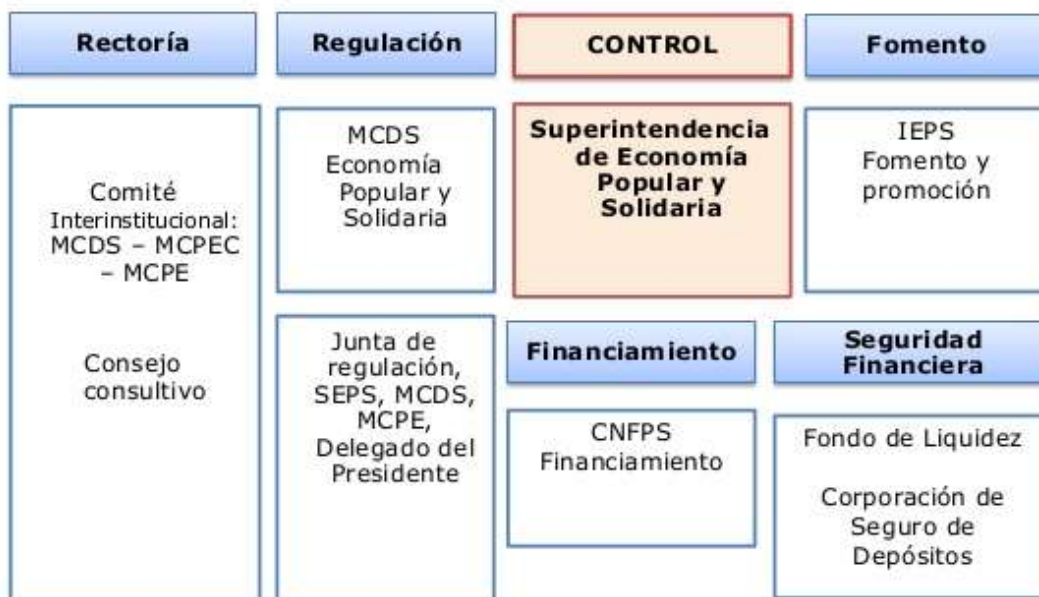 Rectoría
Regulación
CONTROL
Fomento
Comité
Interinstitucional:
MCDS – MCPEC
– MCPE
Consejo
consultivo
MCDS
Economía
Popular y
Solidaria
Superintendencia
de Economía
Popular y
Solidaria
IEPS
Fomento y
promoción
Junta de
regulación,
SEPS, MCDS,
MCPE,
Delegado del
Presidente
Financiamiento
CNFPS
Financiamiento
Seguridad
Financiera
Fondo de Liquidez
Corporación de
Seguro de
Depósitos